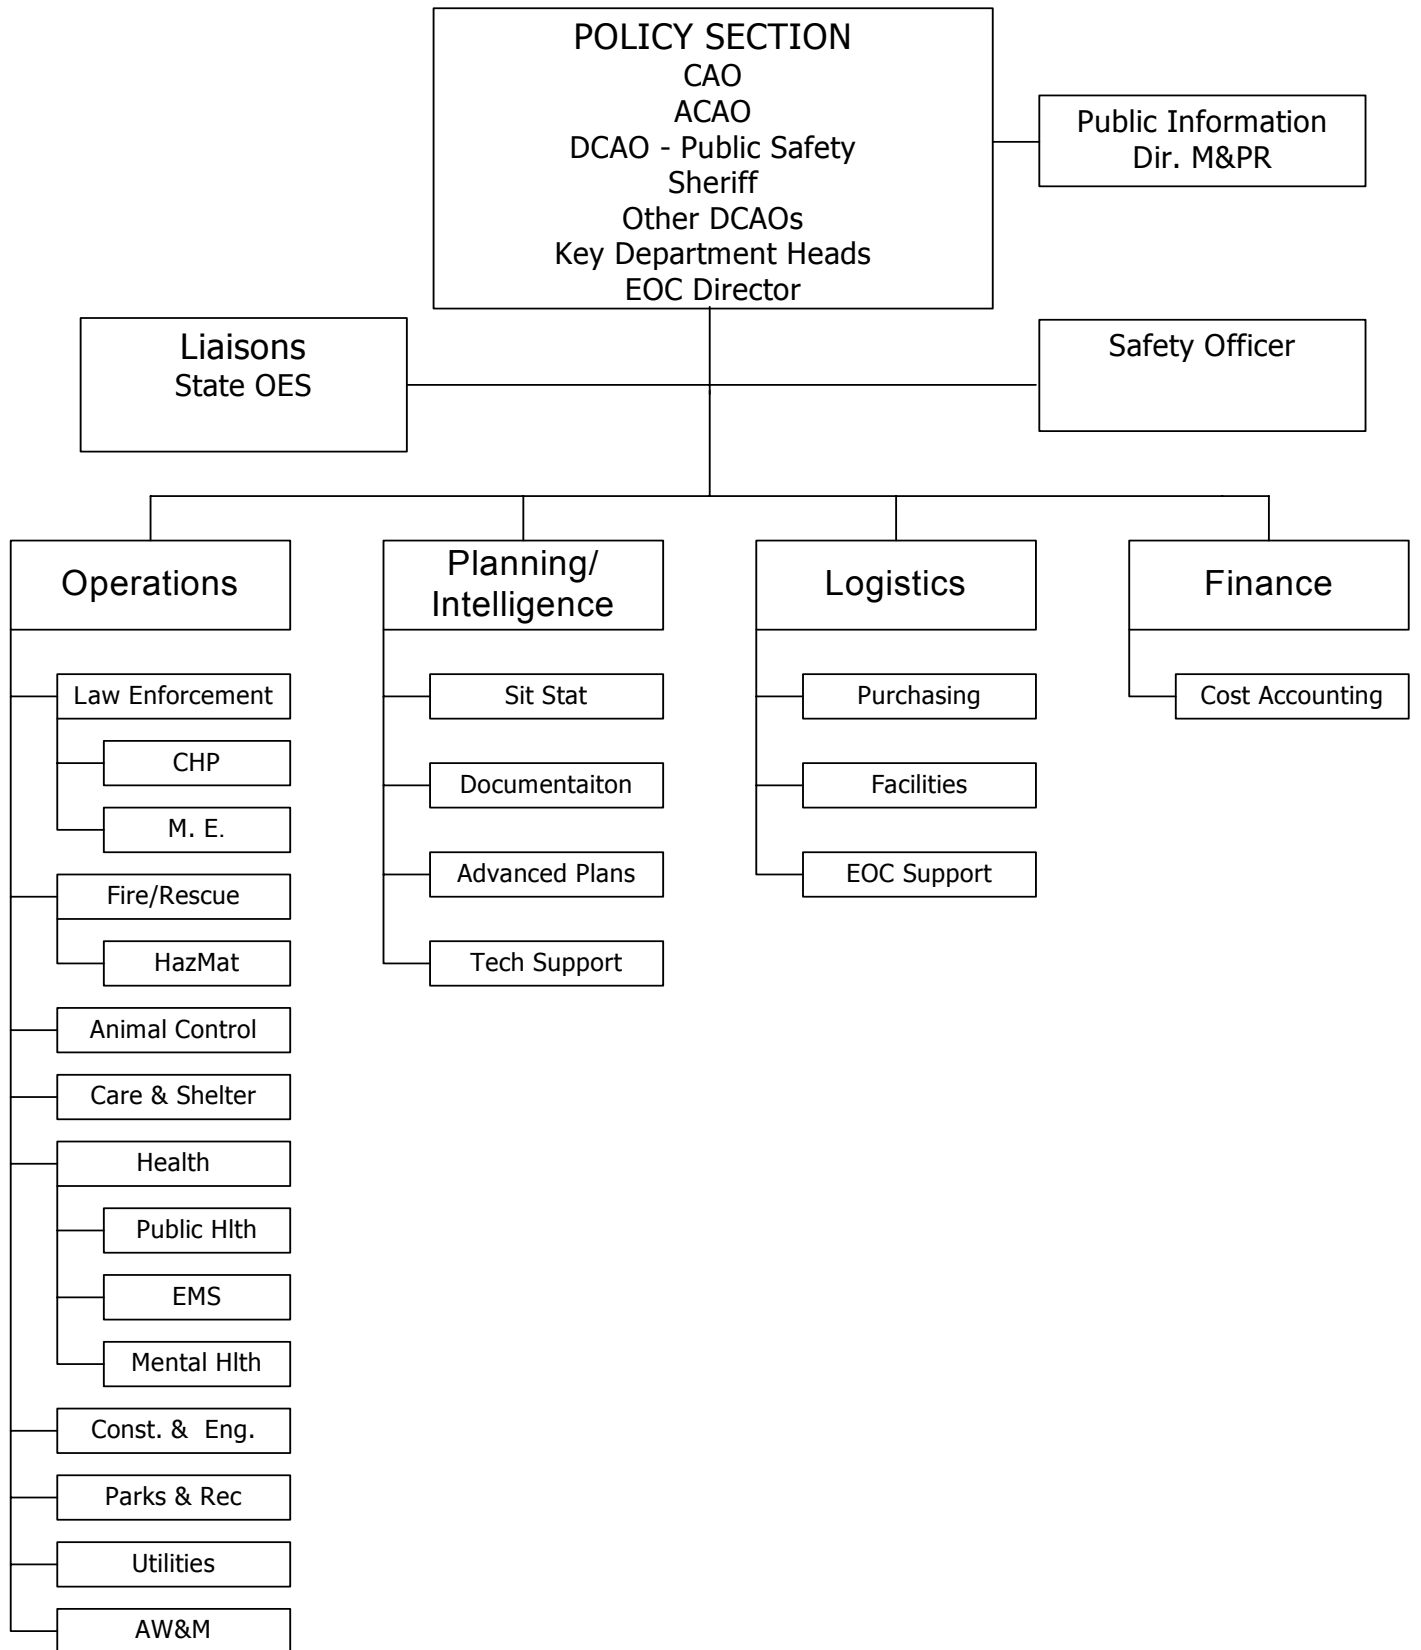 POLICY SECTION
CAO
ACAO
DCAO - Public Safety
Sheriff
Other DCAOs
Key Department Heads
EOC Director
Public Information
Dir. M&PR
Liaisons
State OES
Safety Officer
Operations
Law Enforcement
CHP
M. E.
Fire/Rescue
HazMat
Animal Control
Care & Shelter
Health
Public Hlth
EMS
Mental Hlth
Const. & Eng.
Parks & Rec
Utilities
AW&M
Planning/
Intelligence
Sit Stat
Documentaiton
Advanced Plans
Tech Support
Logistics
Purchasing
Facilities
EOC Support
Finance
Cost Accounting